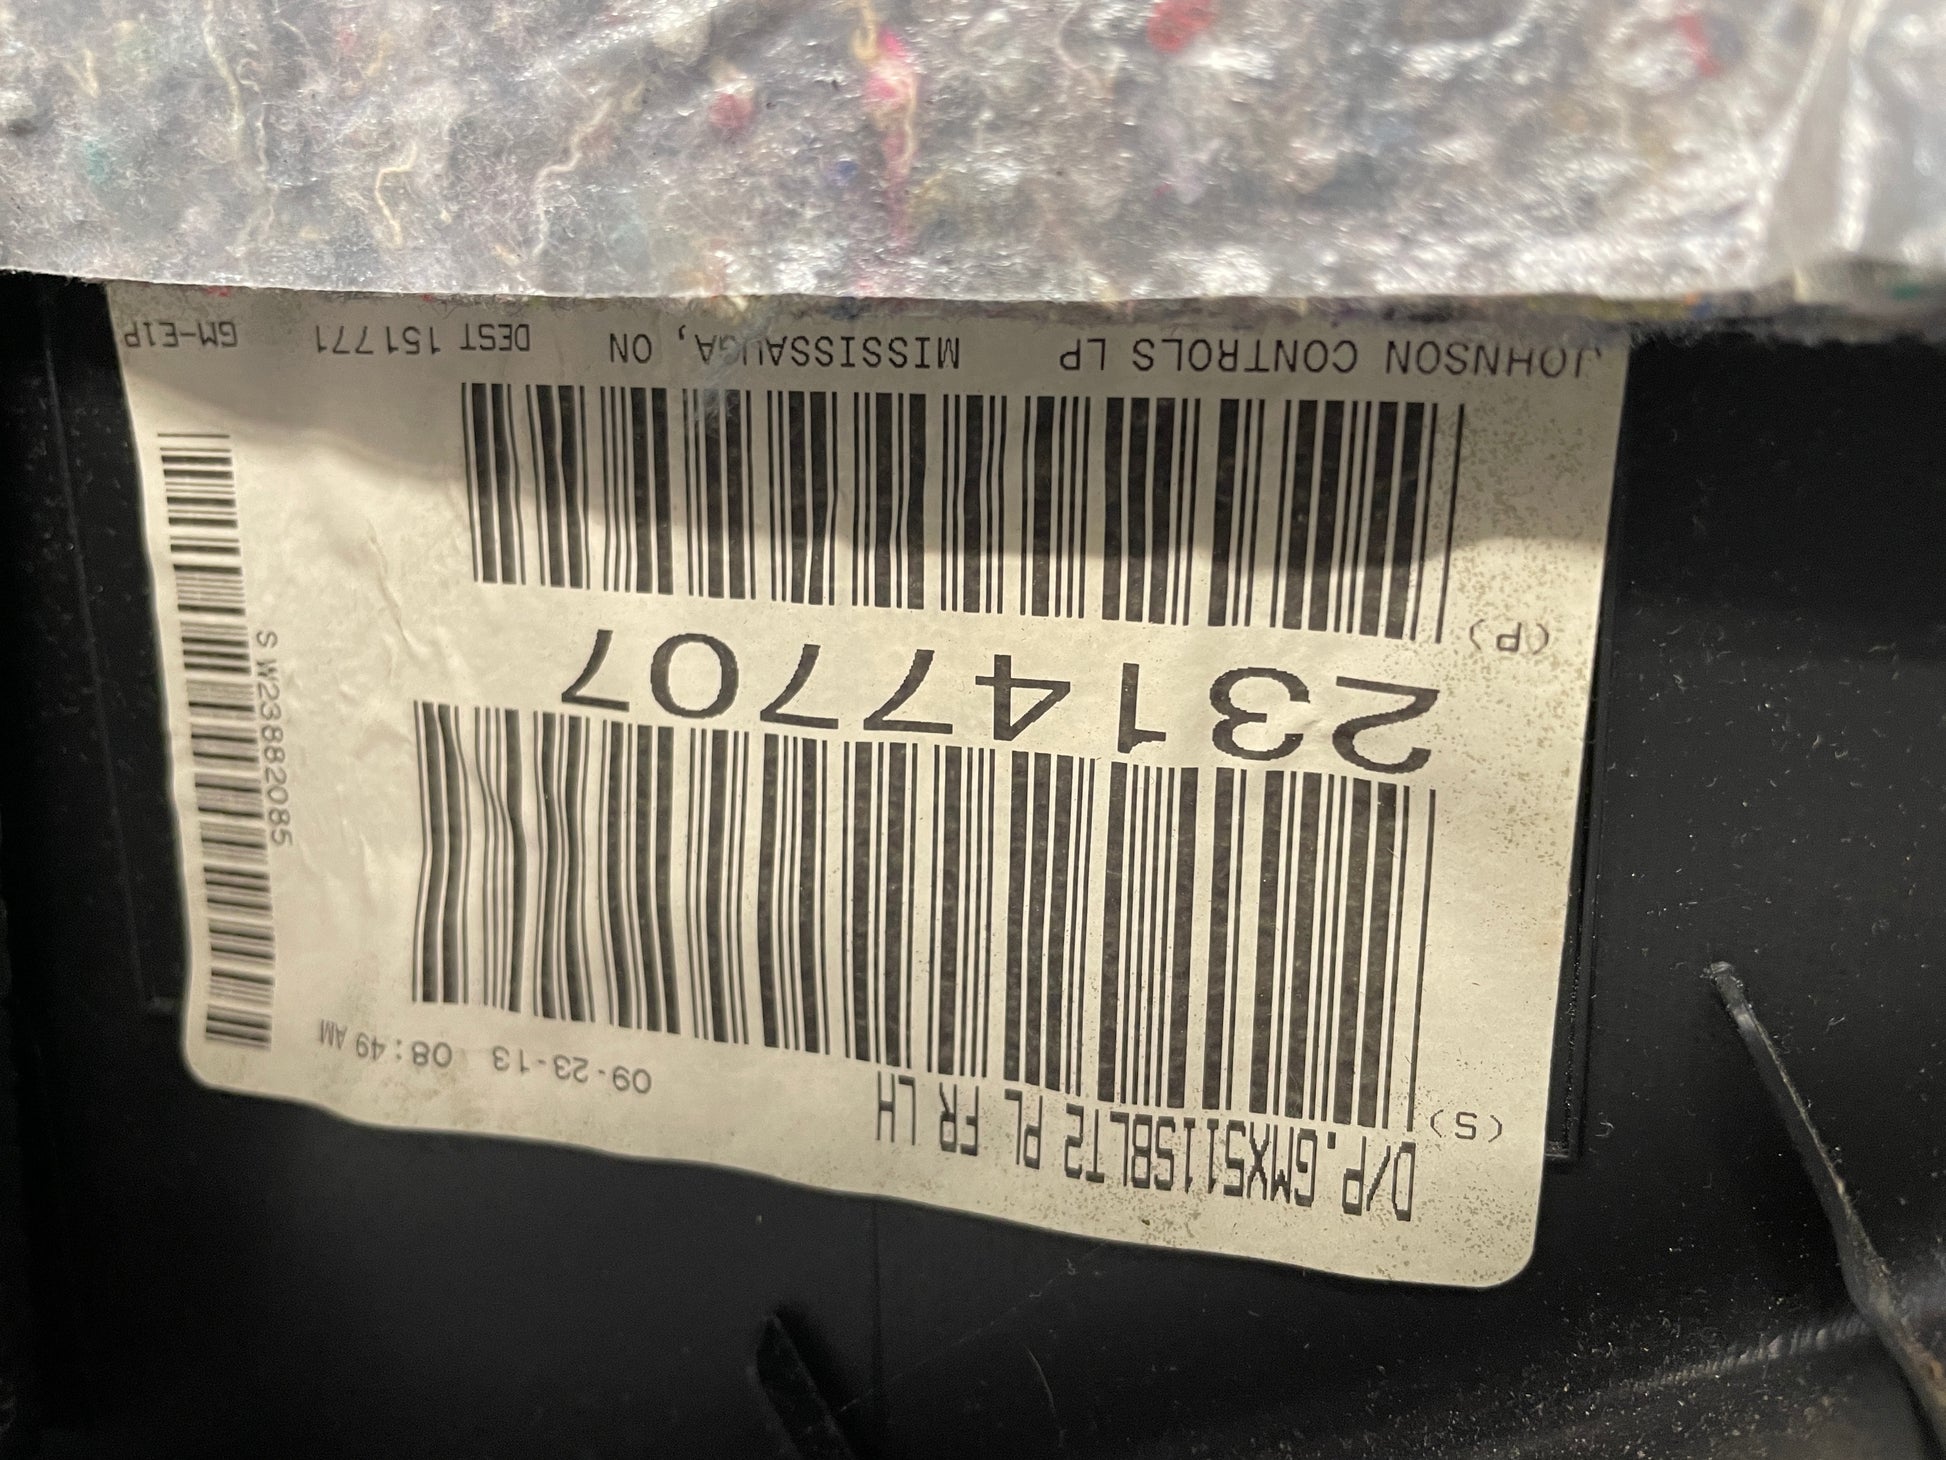 D/P.GMX511SBLT2 PL FR LH
(S)
09-23-13 08:49 AM
23147707
(P)
S W238820085
JOHNSON CONTROLS LP MISSISSAUGA, ON DEST 151771 GM-E1P